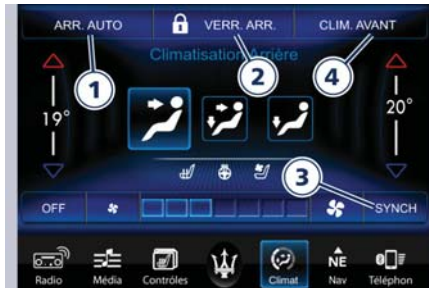 ARR. AUTO VERR. ARR. CLIM. AVANT
1 2 4
Climatisation Arrière
19° 20°
3
OFF SYNCH
Radio Média Contrôles Climat NE Nav Téléphon